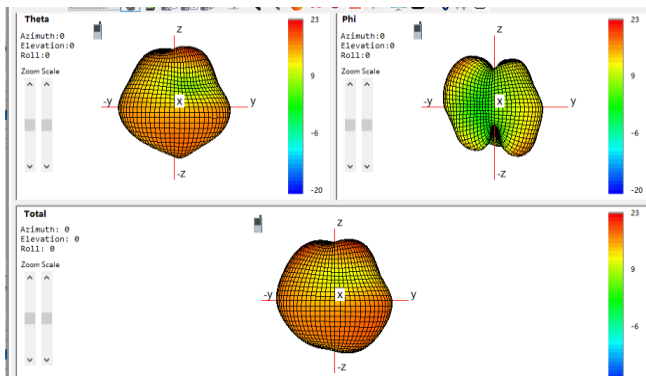 Theta
Azimuth:0
Elevation:0
Roll:0
Zoom Scale
z
-y
x
y
-z
23
9
-6
-20
Phi
Azimuth:0
Elevation:0
Roll:0
Zoom Scale
z
-y
x
y
-z
23
9
-6
-20
Total
Azimuth: 0
Elevation: 0
Roll: 0
Zoom Scale
z
-y
x
y
-z
23
9
-6